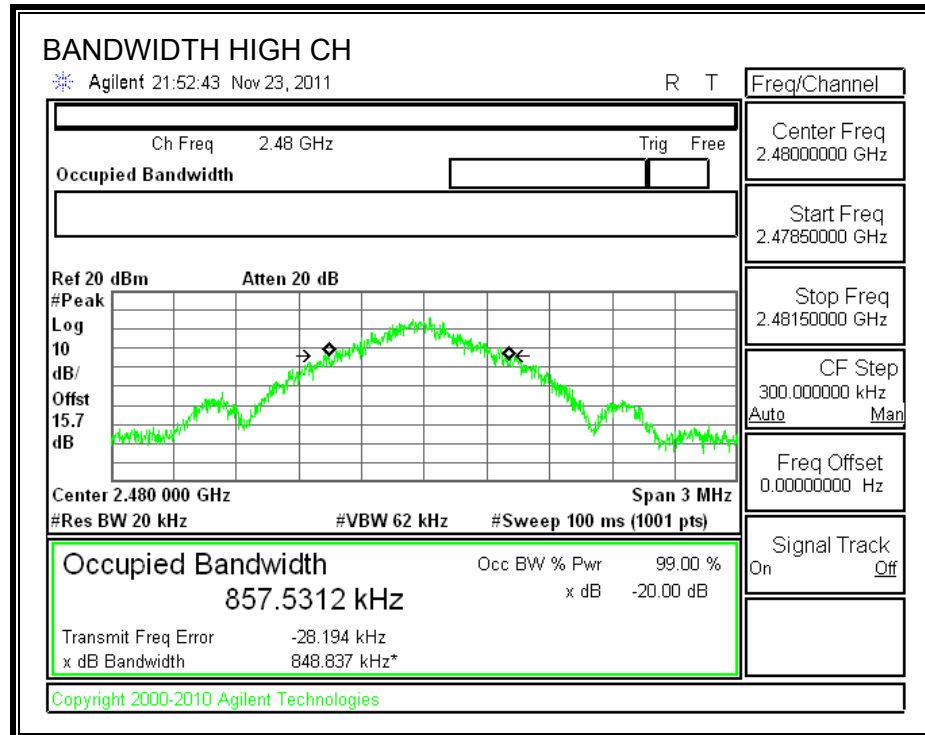 BANDWIDTH HIGH CH
Agilent 21:52:43 Nov 23, 2011 R T
Freq/Channel
Ch Freq 2.48 GHz Trig Free
Occupied Bandwidth
Center Freq
2.48000000 GHz
Start Freq
2.47850000 GHz
Stop Freq
2.48150000 GHz
CF Step
300.000000 kHz
Auto Man
Freq Offset
0.00000000 Hz
Signal Track
On Off
Ref 20 dBm Atten 20 dB
#Peak
Log
10
dB/
Offst
15.7
dB
Center 2.480 000 GHz Span 3 MHz
#Res BW 20 kHz #VBW 62 kHz #Sweep 100 ms (1001 pts)
Occupied Bandwidth
857.5312 kHz
Occ BW % Pwr 99.00 %
x dB -20.00 dB
Transmit Freq Error -28.194 kHz
x dB Bandwidth 848.837 kHz*
Copyright 2000-2010 Agilent Technologies